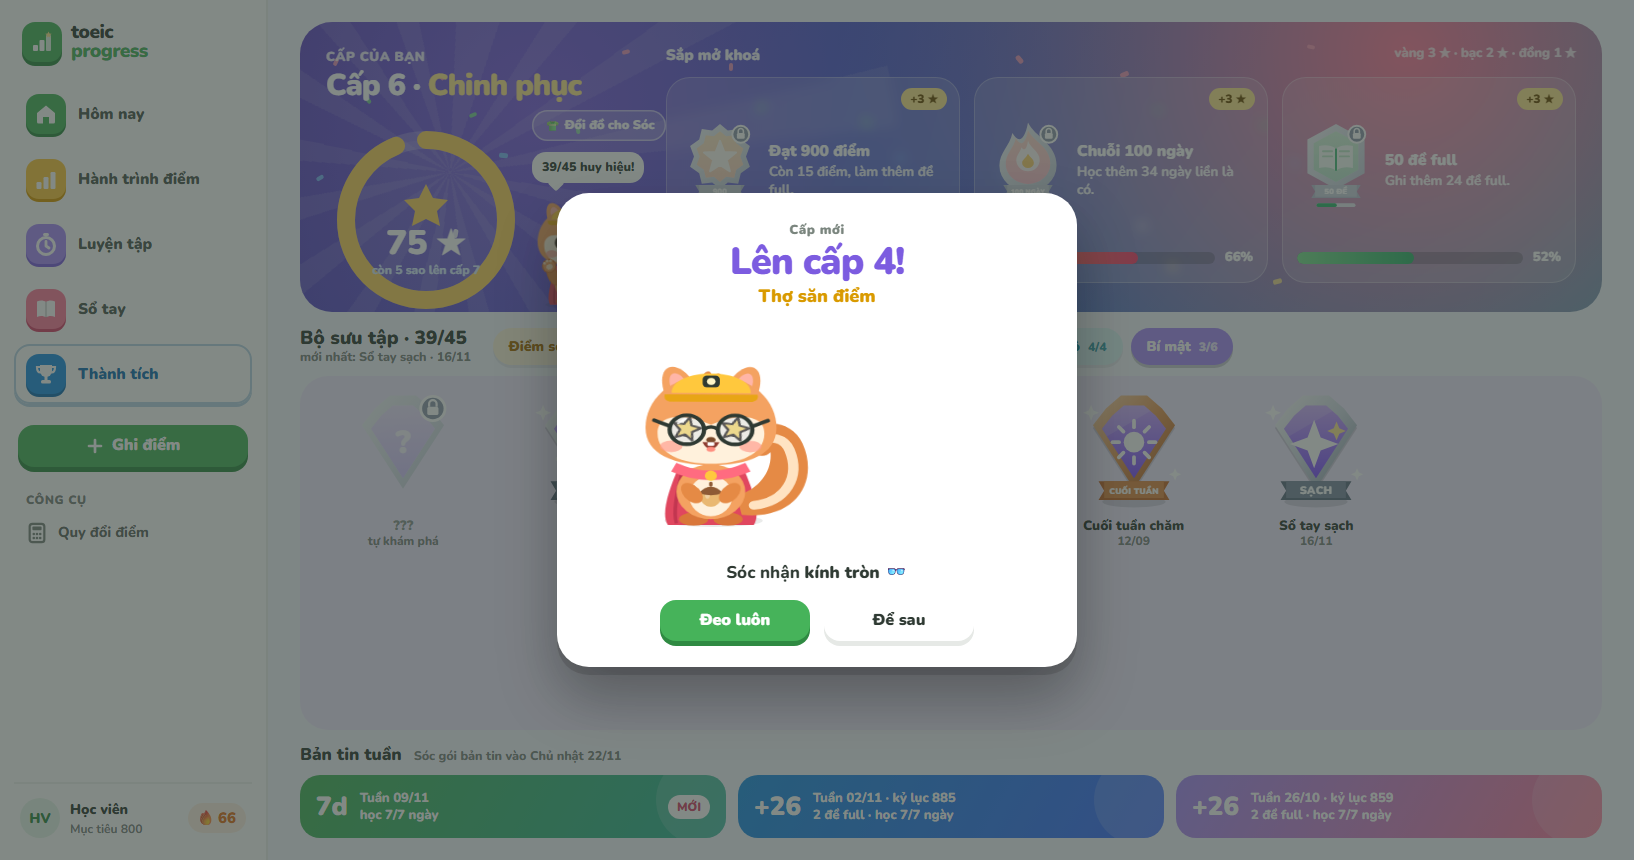 toeic
progress
Hôm nay
Hành trình điểm
Luyện tập
Sổ tay
Thành tích
+ Ghi điểm
CÔNG CỤ
Quy đổi điểm
HV
Học viên
Mục tiêu 800
66
CẤP CỦA BẠN
Cấp 6 · Chinh phục
Đổi đồ cho Sóc
39/45 huy hiệu!
75 ★
còn 5 sao lên cấp 7
Sắp mở khoá
vàng 3 ★ · bạc 2 ★ · đồng 1 ★
+3 ★
Đạt 900 điểm
Còn 15 điểm, làm thêm đề
full.
+3 ★
Chuỗi 100 ngày
Học thêm 34 ngày liền là
có.
66%
+3 ★
50 ĐỀ
50 đề full
Ghi thêm 24 đề full.
52%
Cấp mới
Lên cấp 4!
Thợ săn điểm
Sóc nhận kính tròn
Đeo luôn
Để sau
Bộ sưu tập · 39/45
mới nhất: Sổ tay sạch · 16/11
Điểm
4/4
Bí mật 3/6
?
???
tự khám phá
CUỐI TUẦN
Cuối tuần chăm
12/09
SẠCH
Sổ tay sạch
16/11
Bản tin tuần
Sóc gói bản tin vào Chủ nhật 22/11
7d
Tuần 09/11
học 7/7 ngày
MỚI
+26
Tuần 02/11 · kỷ lục 885
2 đề full · học 7/7 ngày
+26
Tuần 26/10 · kỷ lục 859
2 đề full · học 7/7 ngày